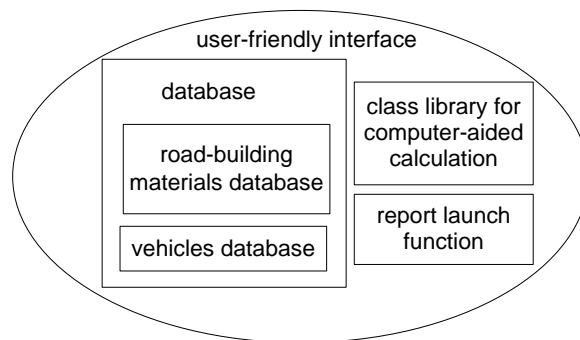 user-friendly interface
database
road-building
materials database
vehicles database
class library for
computer-aided
calculation
report launch
function